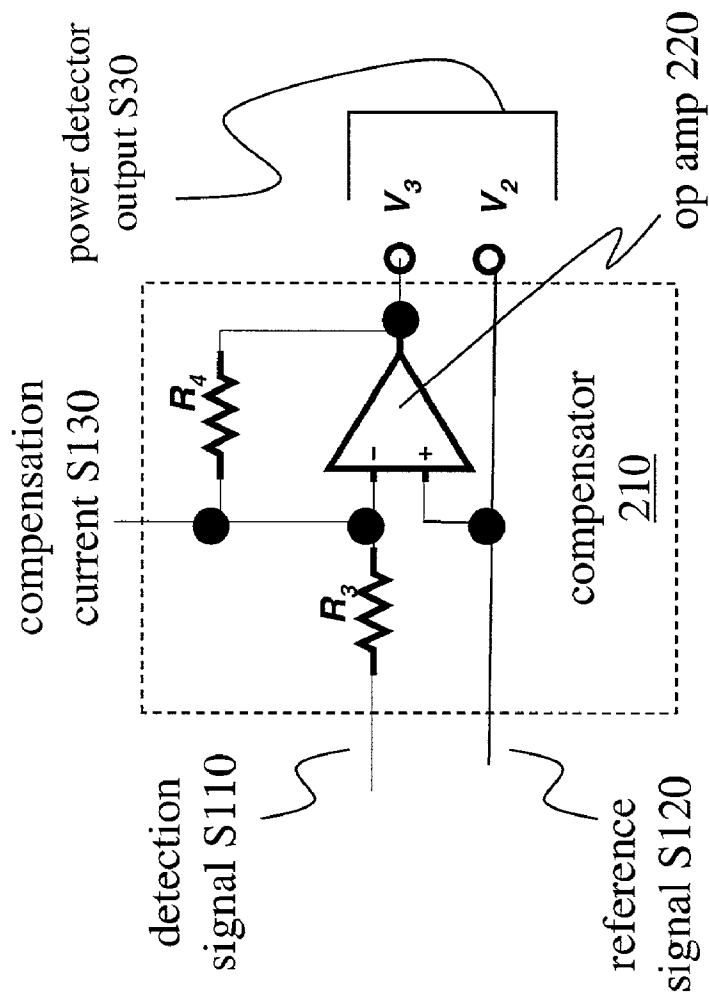 compensation
current S130
power detector
output S30
R4
detection
signal S110
R3
-
+
V3
V2
reference
signal S120
compensator
210
op amp 220